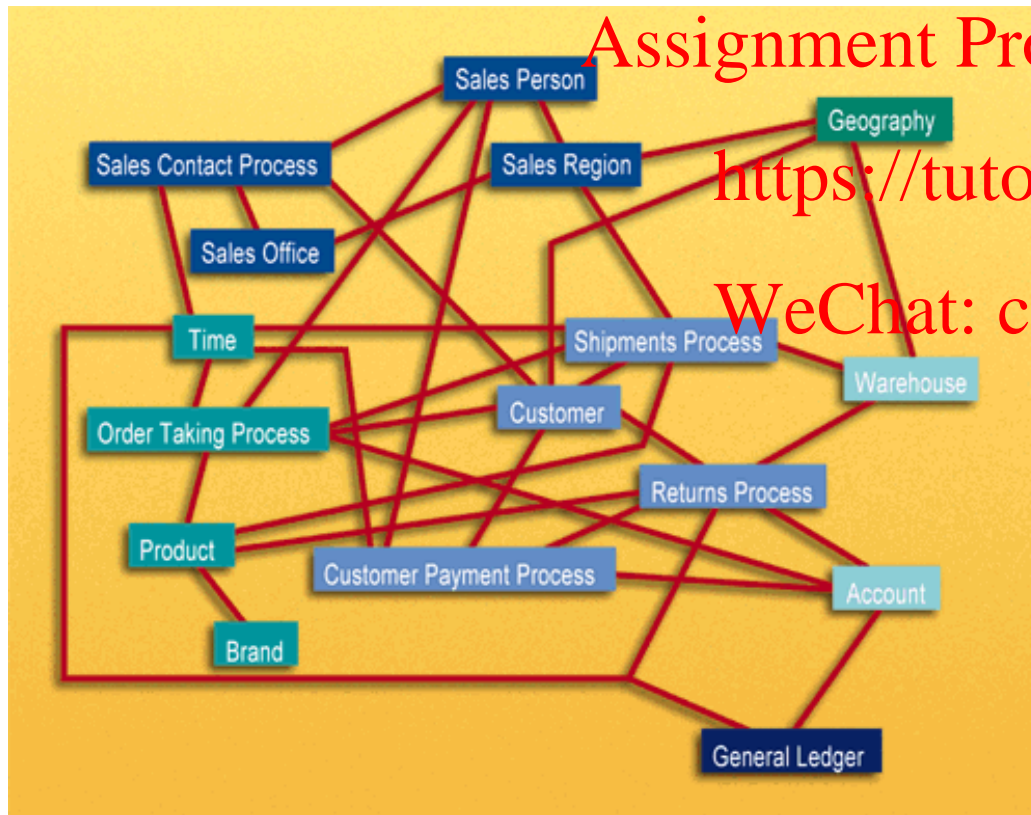 Assignment Pro
Sales Person
Geography
Sales Contact Process
Sales Region
https://tuto
Sales Office
WeChat: c
Time
Shipments Process
Warehouse
Customer
Order Taking Process
Returns Process
Product
Customer Payment Process
Account
Brand
General Ledger